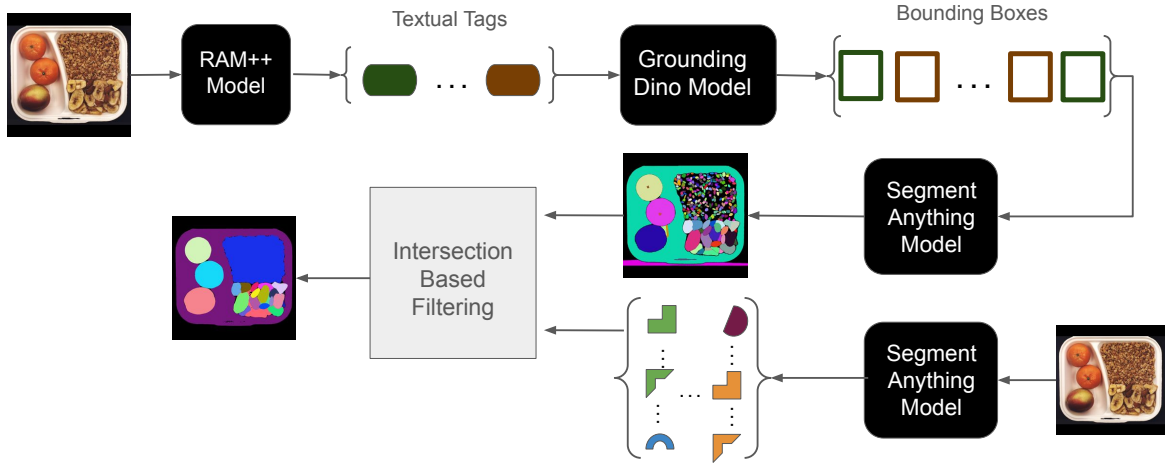 Textual Tags
Bounding Boxes
RAM++
Model
Grounding
Dino Model
Segment
Anything
Model
Intersection
Based
Filtering
Segment
Anything
Model